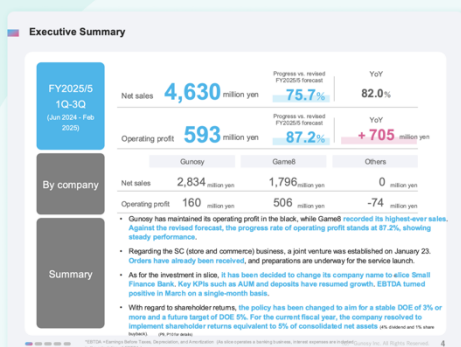 Executive Summary
FY2025/5
1Q-3Q
(Jun 2024 - Feb
2025)
Net sales 4,630 million yen
Progress vs. revised
FY2025/5 forecast
75.7%
YoY
82.0%
Operating profit 593 million yen
Progress vs. revised
FY2025/5 forecast
87.2%
YoY
+ 705 million yen
By company
Gunosy Game8 Others
Net sales 2,834 million yen 1,796 million yen 0 million yen
Operating profit 160 million yen 506 million yen -74 million yen
Summary
• Gunosy has maintained its operating profit in the black, while Game8 recorded its highest-ever sales.
Against the revised forecast, the progress rate of operating profit stands at 87.2%, showing
steady performance.
• Regarding the SC (store and commerce) business, a joint venture was established on January 23.
Orders have already been received, and preparations are underway for the service launch.
• As for the investment in slice, it has been decided to change its company name to slice Small
Finance Bank. Key KPIs such as AUM and deposits have resumed growth. EBTDA turned
positive in March on a single-month basis.
• With regard to shareholder returns, the policy has been changed to aim for a stable DOE of 3% or
more and a future target of DOE 5%. For the current fiscal year, the company resolved to
implement shareholder returns equivalent to 5% of consolidated net assets (4% dividend and 1% share
buyback).
4